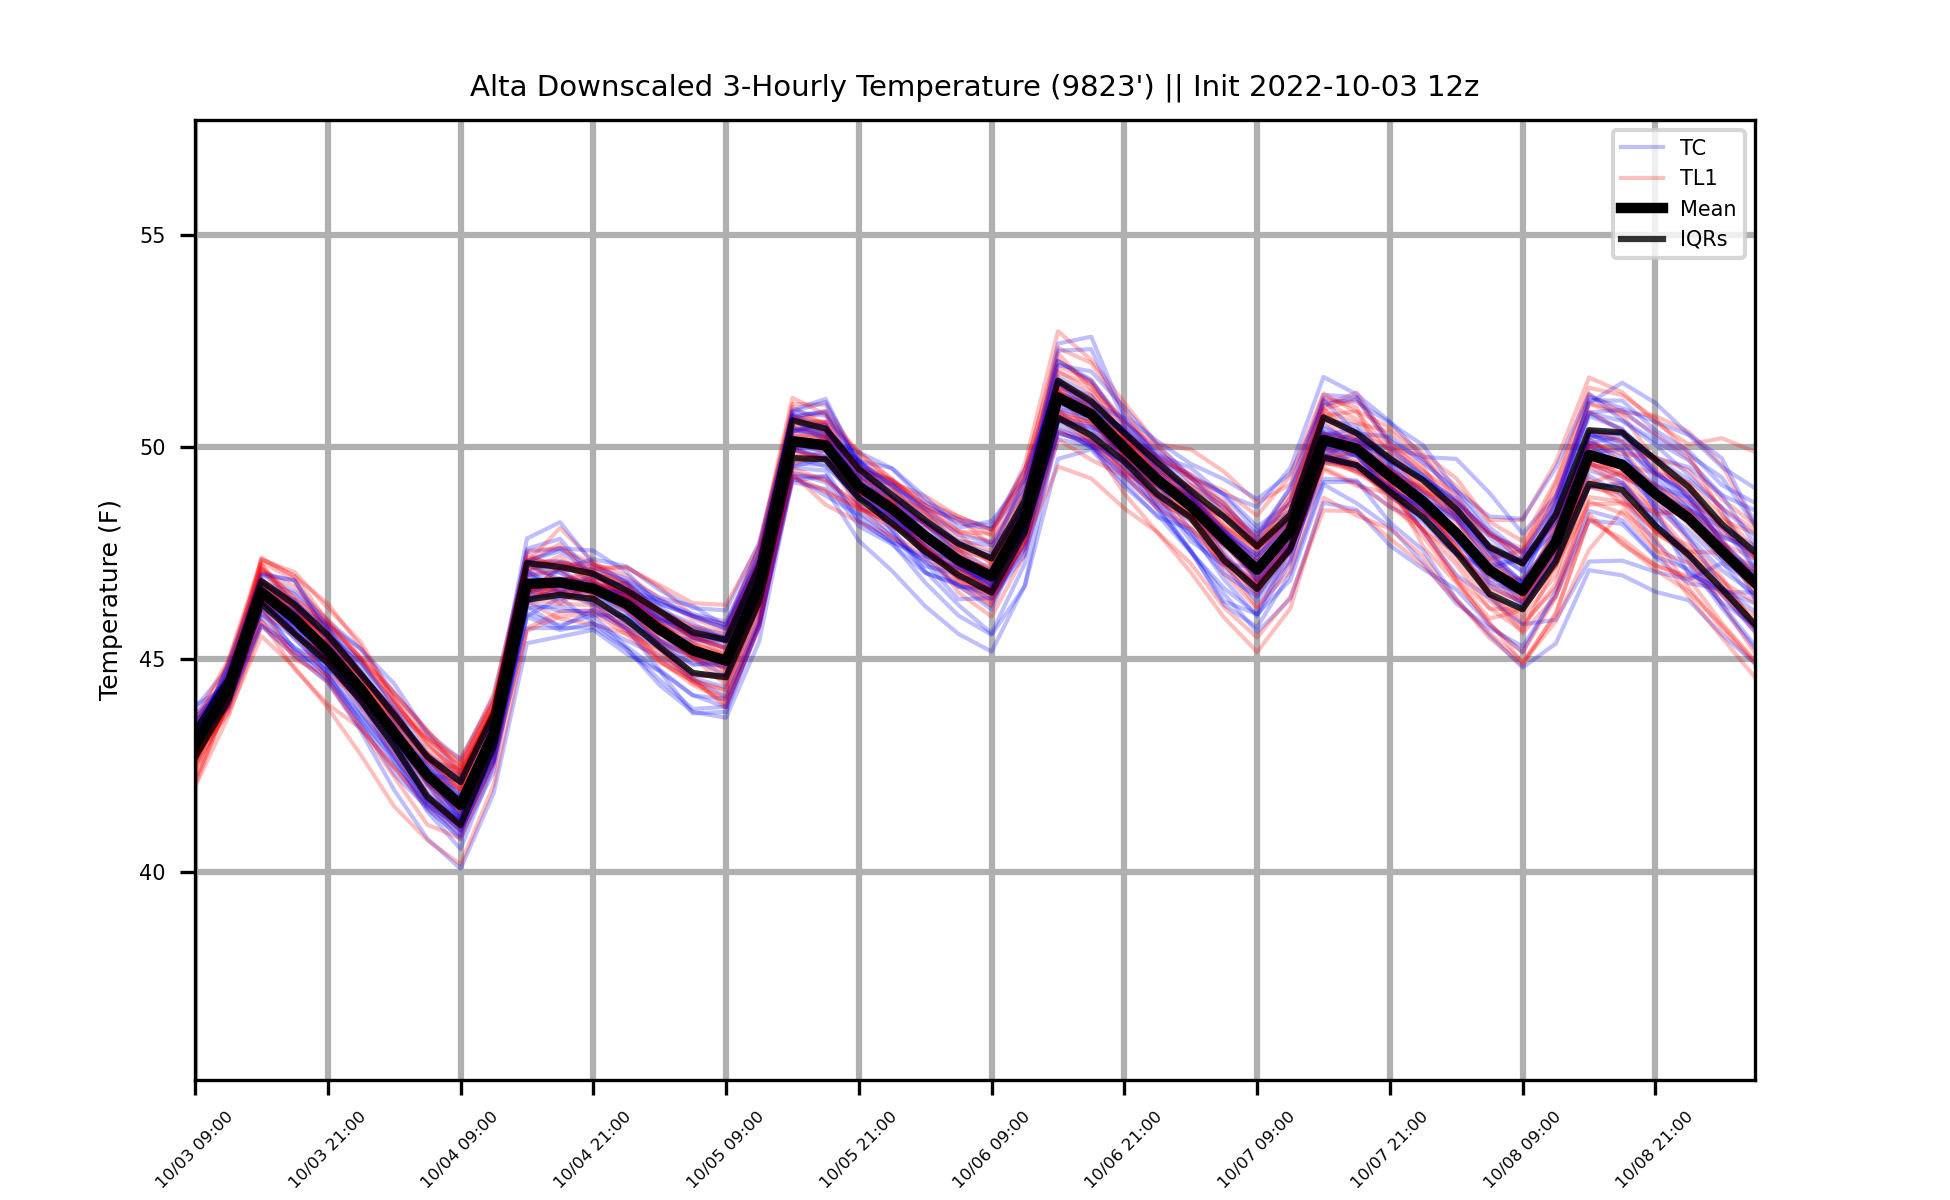 Alta Downscaled 3-Hourly Temperature (9823') || Init 2022-10-03 12z
TC
TL1
Mean
IQRs
Temperature (F)
55
50
45
40
10/03 09:00
10/03 21:00
10/04 09:00
10/04 21:00
10/05 09:00
10/05 21:00
10/06 09:00
10/06 21:00
10/07 09:00
10/07 21:00
10/08 09:00
10/08 21:00